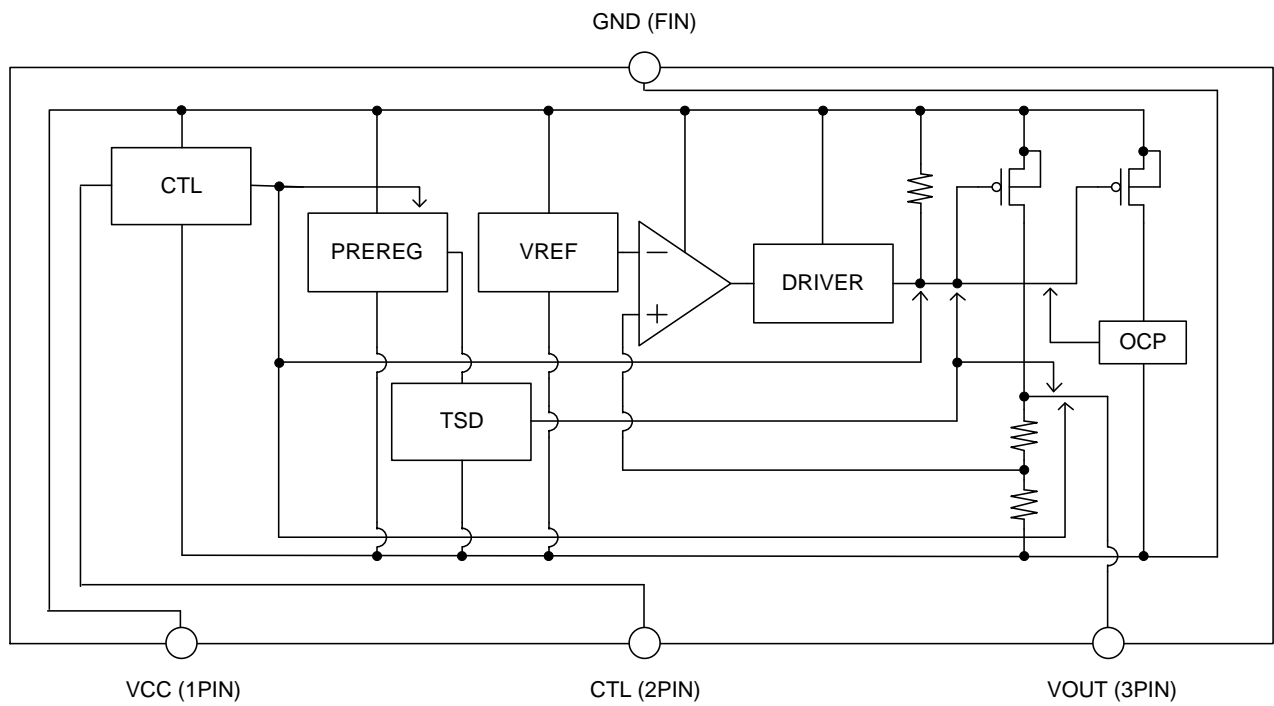 GND (FIN)
CTL
PREREG
VREF
−
+
DRIVER
OCP
TSD
VCC (1PIN)
CTL (2PIN)
VOUT (3PIN)